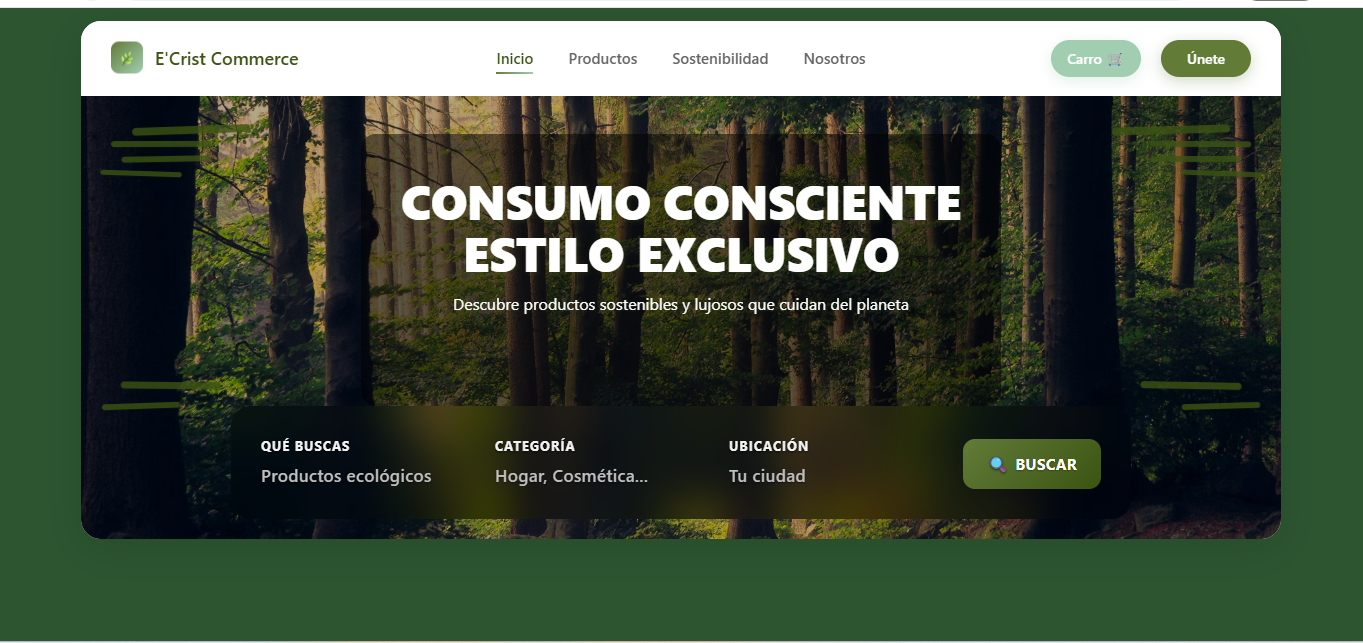 E'Crist Commerce
Inicio
Productos
Sostenibilidad
Nosotros
Carro 🛒
Únete
CONSUMO CONSCIENTE
ESTILO EXCLUSIVO
Descubre productos sostenibles y lujosos que cuidan del planeta
QUÉ BUSCAS
Productos ecológicos
CATEGORÍA
Hogar, Cosmética...
UBICACIÓN
Tu ciudad
🔍 BUSCAR